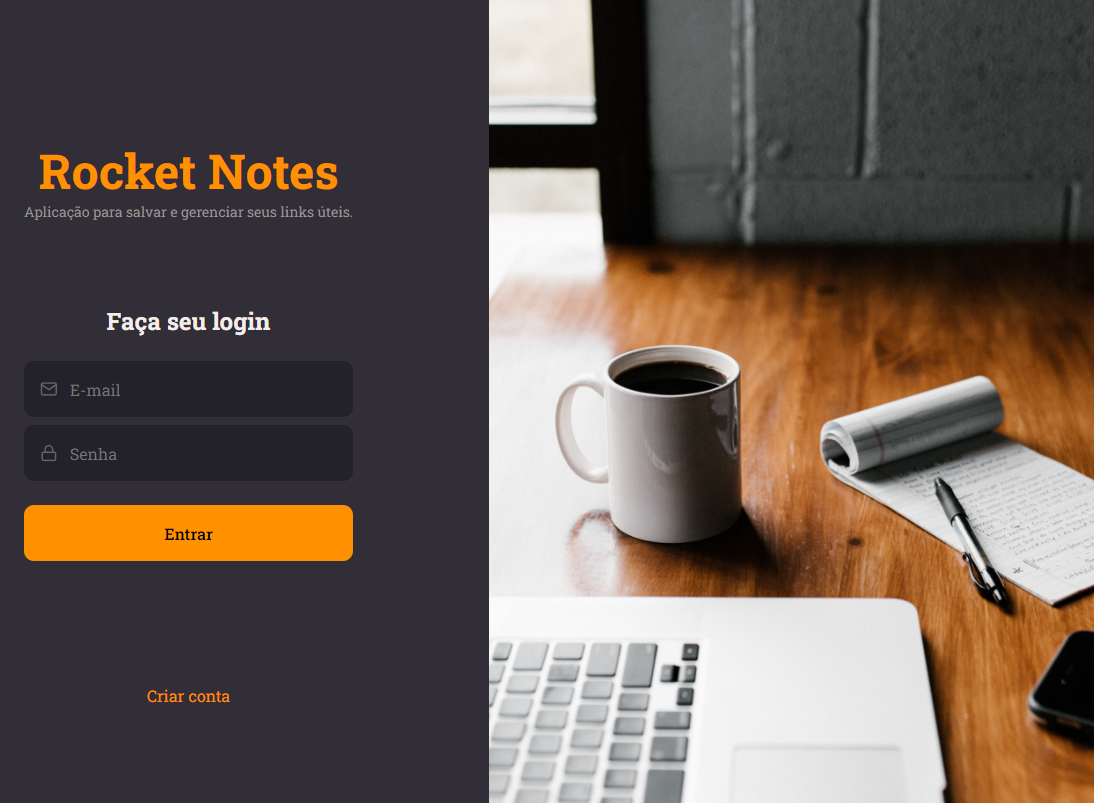 Rocket Notes
Aplicação para salvar e gerenciar seus links úteis.
Faça seu login
E-mail
Senha
Entrar
Criar conta